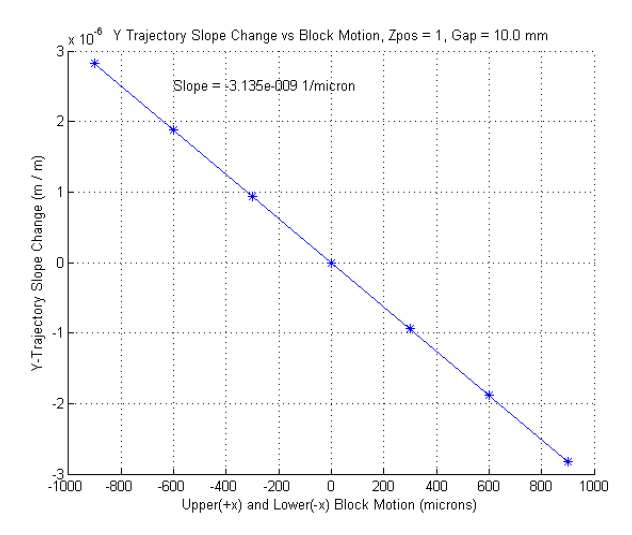 x 10^-6 Y Trajectory Slope Change vs Block Motion, Zpos = 1, Gap = 10.0 mm
3
Slope = -3.135e-009 1/micron
2
1
0
-1
-2
-3
Y-Trajectory Slope Change (m / m)
-1000 -800 -600 -400 -200 0 200 400 600 800 1000
Upper(+x) and Lower(-x) Block Motion (microns)